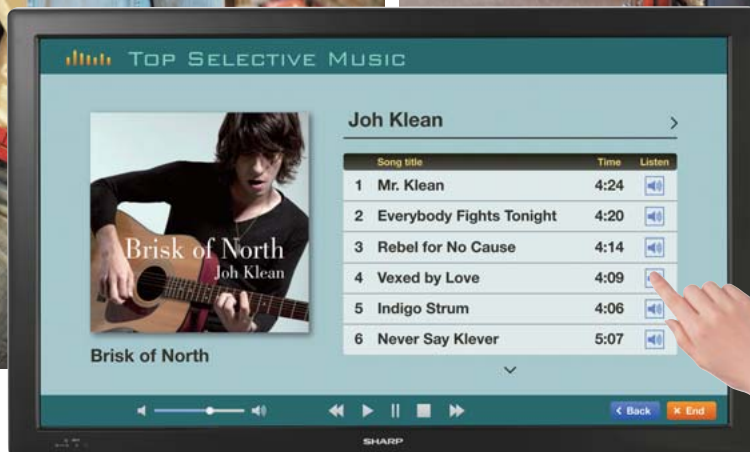 TOP SELECTIVE MUSIC
Brisk of North
Joh Klean
Brisk of North
Joh Klean
Song title Time Listen
1 Mr. Klean 4:24
2 Everybody Fights Tonight 4:20
3 Rebel for No Cause 4:14
4 Vexed by Love 4:09
5 Indigo Strum 4:06
6 Never Say Klever 5:07
Back End
SHARP